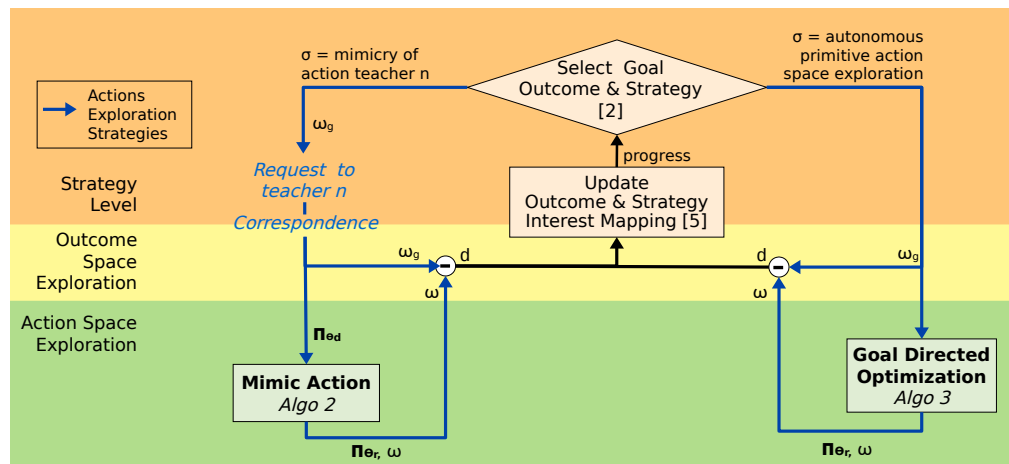 σ = mimicry of
action teacher n
Select Goal
Outcome & Strategy
[2]
σ = autonomous
primitive action
space exploration
Actions
Exploration
Strategies
ω_g
Request to
teacher n
Correspondence
progress
Update
Outcome & Strategy
Interest Mapping [5]
Strategy
Level
Outcome
Space
Exploration
ω_g
-
d
d
-
ω_g
ω
ω
Action Space
Exploration
Π_θd
Mimic Action
Algo 2
Goal Directed
Optimization
Algo 3
Π_θr, ω
Π_θr, ω